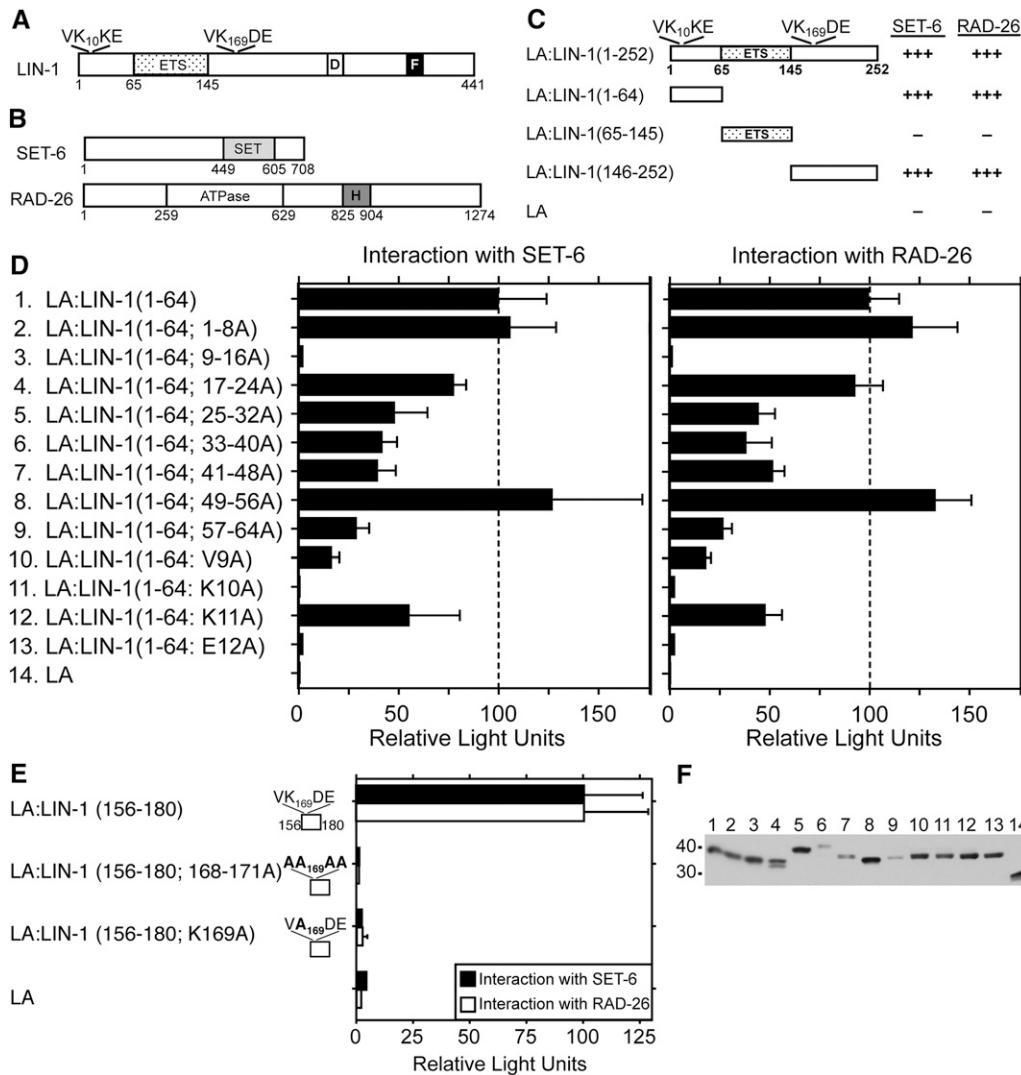 A
VK10KE VK169DE
LIN-1 ETS D F
1 65 145 441
B
SET-6 SET
1 449 605 708
RAD-26 ATPase H
1 259 629 825 904 1274
C
VK10KE VK169DE SET-6 RAD-26
LA:LIN-1(1-252) ETS +++ +++
1 65 145 252
LA:LIN-1(1-64) +++ +++
LA:LIN-1(65-145) ETS – –
LA:LIN-1(146-252) +++ +++
LA – –
D
Interaction with SET-6 Interaction with RAD-26
1. LA:LIN-1(1-64)
2. LA:LIN-1(1-64; 1-8A)
3. LA:LIN-1(1-64; 9-16A)
4. LA:LIN-1(1-64; 17-24A)
5. LA:LIN-1(1-64; 25-32A)
6. LA:LIN-1(1-64; 33-40A)
7. LA:LIN-1(1-64; 41-48A)
8. LA:LIN-1(1-64; 49-56A)
9. LA:LIN-1(1-64; 57-64A)
10. LA:LIN-1(1-64: V9A)
11. LA:LIN-1(1-64: K10A)
12. LA:LIN-1(1-64: K11A)
13. LA:LIN-1(1-64: E12A)
14. LA
0 50 100 150 0 50 100 150
Relative Light Units Relative Light Units
E
LA:LIN-1 (156-180) VK169DE
156 180
LA:LIN-1 (156-180; 168-171A) AA169AA
LA:LIN-1 (156-180; K169A) VA169DE
LA
Interaction with SET-6
Interaction with RAD-26
0 25 50 75 100 125
Relative Light Units
F
1 2 3 4 5 6 7 8 9 10 11 12 13 14
40
30